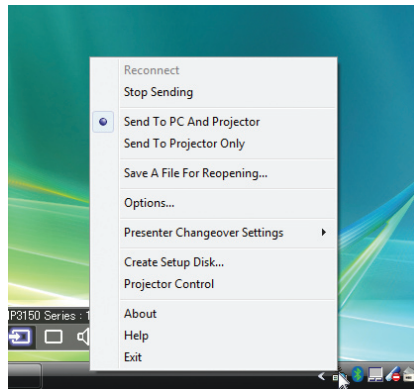 Reconnect
Stop Sending
Send To PC And Projector
Send To Projector Only
Save A File For Reopening...
Options...
Presenter Changeover Settings
Create Setup Disk...
Projector Control
About
Help
Exit
P3150 Series : 1